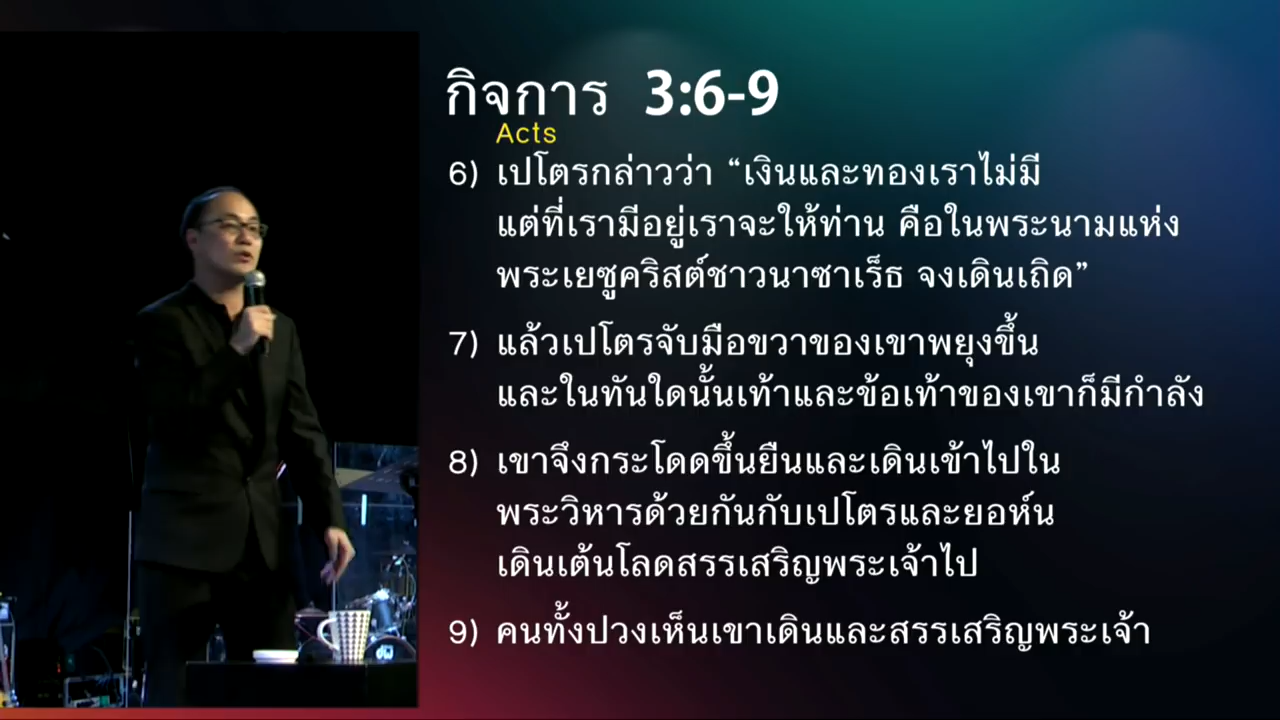 กิจการ 3:6-9
Acts
6) เปโตรกล่าวว่า “เงินและทองเราไม่มี
แต่ที่เรามีอยู่เราจะให้ท่าน คือในพระนามแห่ง
พระเยซูคริสต์ชาวนาซาเร็ธ จงเดินเถิด”
7) แล้วเปโตรจับมือขวาของเขาพยุงขึ้น
และในทันใดนั้นเท้าและข้อเท้าของเขาก็มีกำลัง
8) เขาจึงกระโดดขึ้นยืนและเดินเข้าไปใน
พระวิหารด้วยกันกับเปโตรและยอห์น
เดินเต้นโลดสรรเสริญพระเจ้าไป
9) คนทั้งปวงเห็นเขาเดินและสรรเสริญพระเจ้า